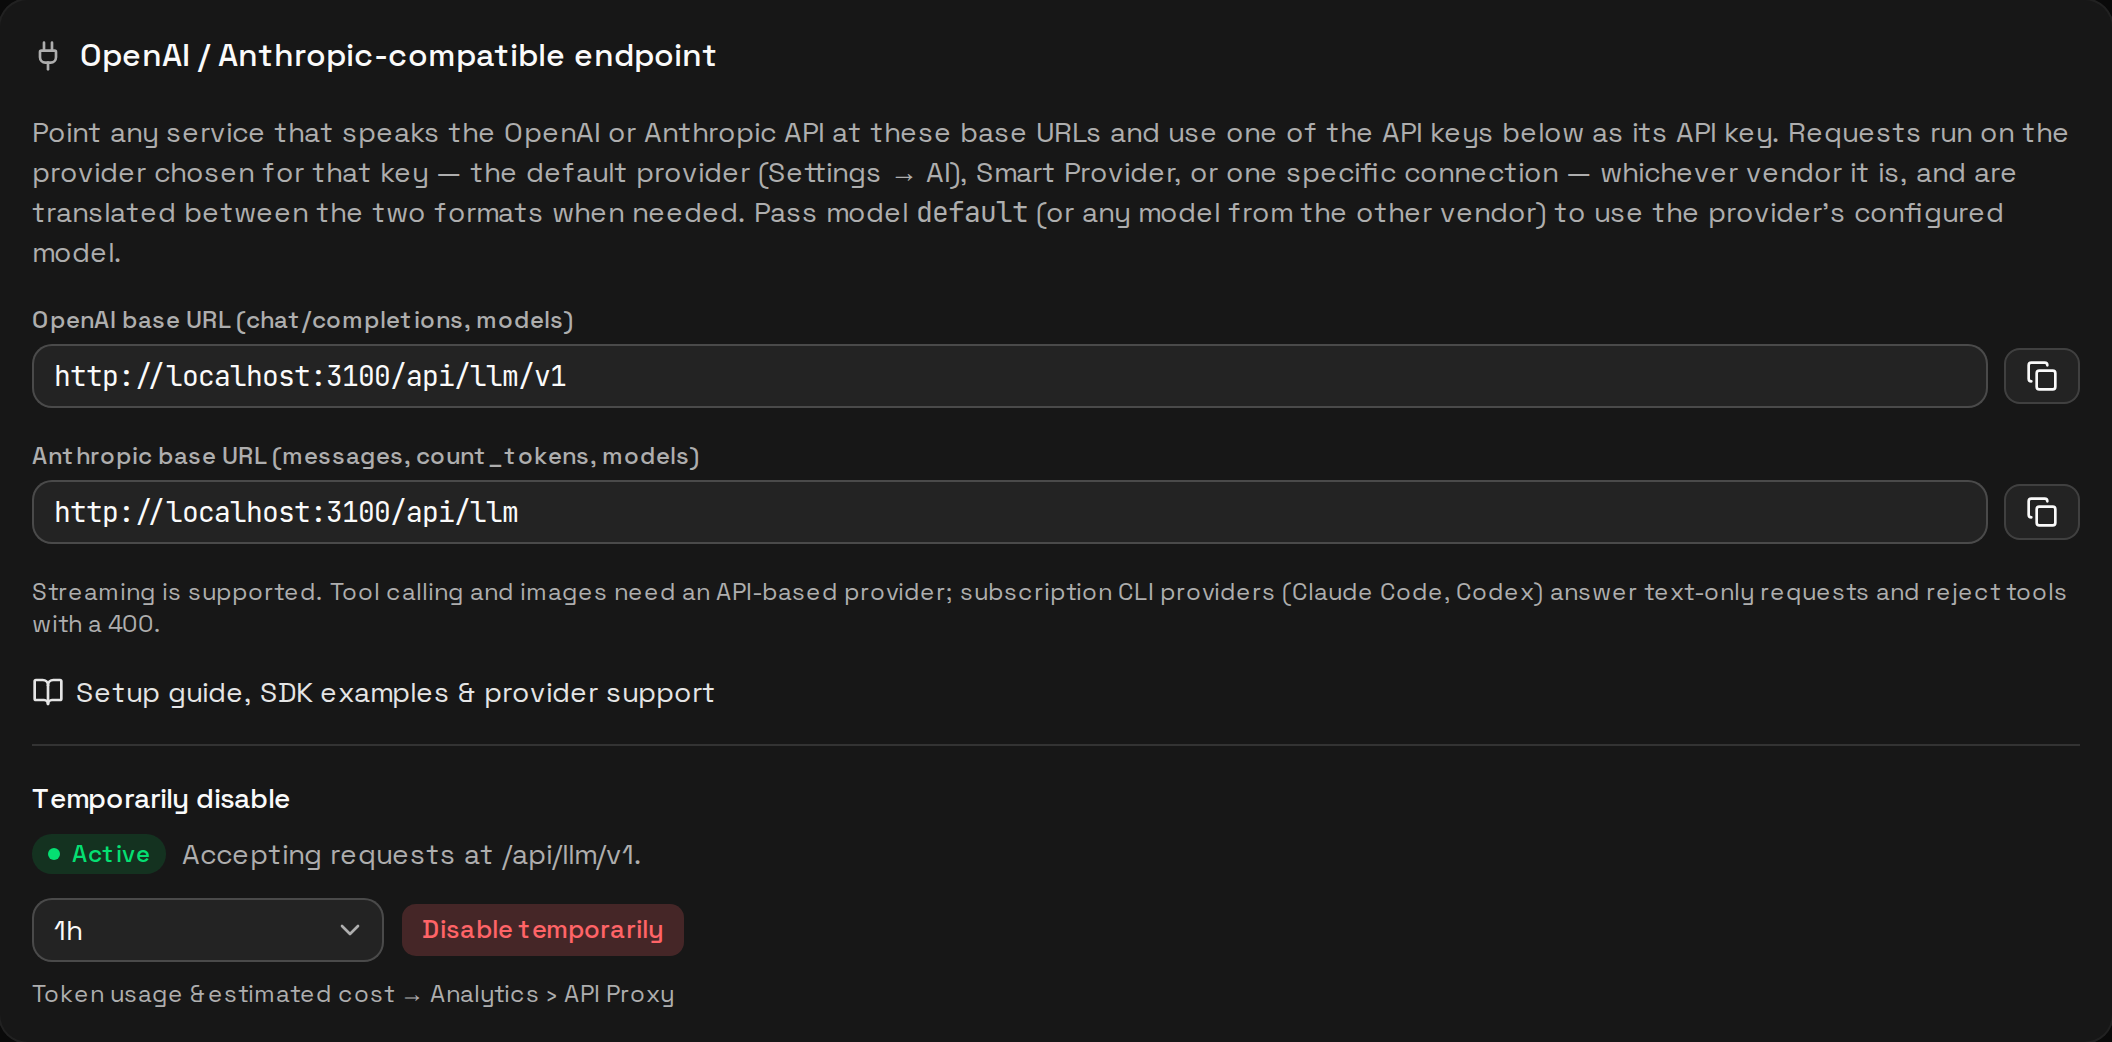 OpenAI / Anthropic-compatible endpoint
Point any service that speaks the OpenAI or Anthropic API at these base URLs and use one of the API keys below as its API key. Requests run on the
provider chosen for that key — the default provider (Settings → AI), Smart Provider, or one specific connection — whichever vendor it is, and are
translated between the two formats when needed. Pass model default (or any model from the other vendor) to use the provider's configured
model.
OpenAI base URL (chat/completions, models)
http://localhost:3100/api/llm/v1
Anthropic base URL (messages, count_tokens, models)
http://localhost:3100/api/llm
Streaming is supported. Tool calling and images need an API-based provider; subscription CLI providers (Claude Code, Codex) answer text-only requests and reject tools
with a 400.
Setup guide, SDK examples & provider support
Temporarily disable
Active Accepting requests at /api/llm/v1.
1h Disable temporarily
Token usage & estimated cost → Analytics > API Proxy